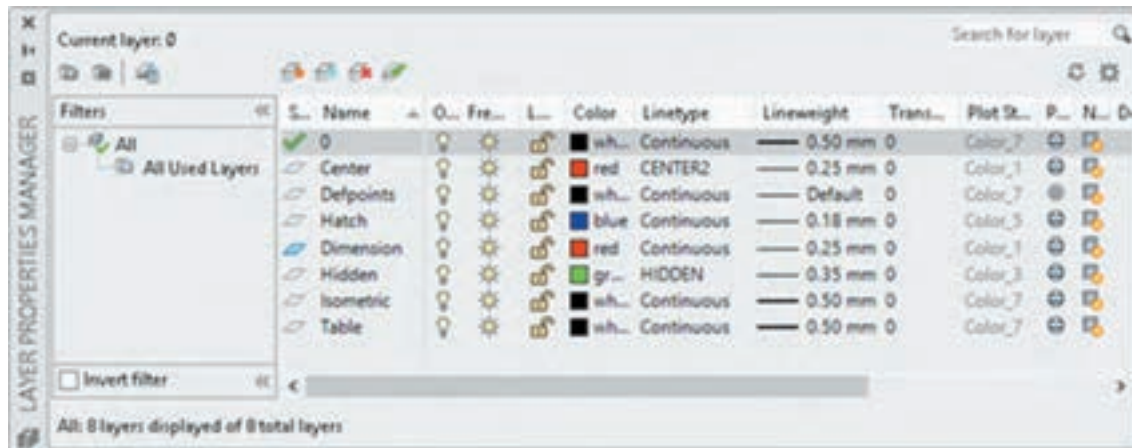 Current layer: 0
Search for layer
Filters
S... Name O... Fre... L... Color Linetype Lineweight Trans... Plot St... P... N... De
All
All Used Layers
0 wh... Continuous 0.50 mm 0 Color_7
Center red CENTER2 0.25 mm 0 Color_1
Defpoints wh... Continuous Default 0 Color_7
Hatch blue Continuous 0.18 mm 0 Color_5
Dimension red Continuous 0.25 mm 0 Color_1
Hidden gr... HIDDEN 0.35 mm 0 Color_3
Isometric wh... Continuous 0.50 mm 0 Color_7
Table wh... Continuous 0.50 mm 0 Color_7
Invert filter
All: 8 layers displayed of 8 total layers
LAYER PROPERTIES MANAGER